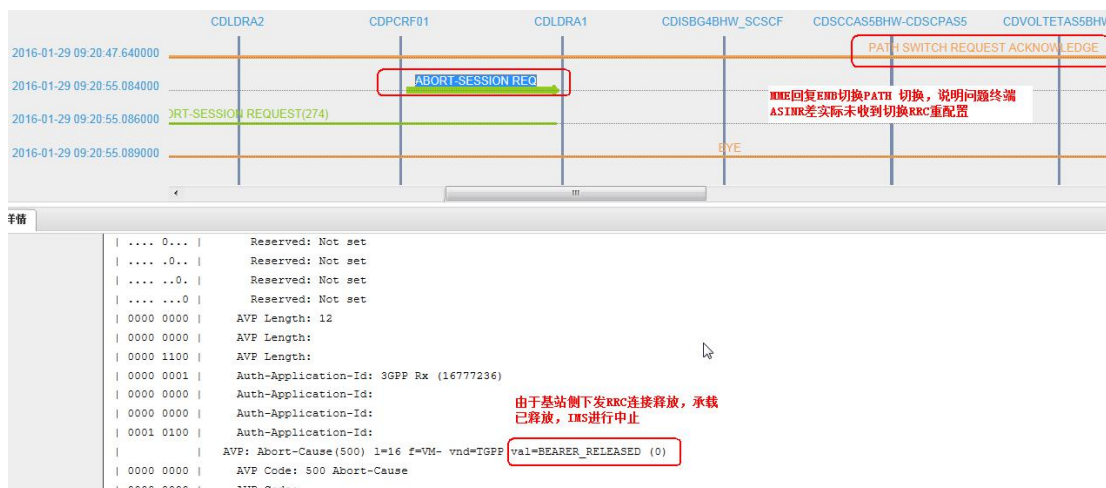 CDLDRA2 CDPCRF01 CDLDRA1 CDISBG4BHW_SCSCF CDSCCAS5BHW-CDSCPAS5 CDVOLTETAS5BHW
2016-01-29 09:20:47.640000 PATH SWITCH REQUEST ACKNOWLEDGE
2016-01-29 09:20:55.084000 ABORT-SESSION REQ
MME回复ENB切换PATH 切换，说明问题终端
ASINR差实际未收到切换RRC重配置
2016-01-29 09:20:55.086000 ORT-SESSION REQUEST(274)
2016-01-29 09:20:55.089000 BYE
详情
| .... 0... | Reserved: Not set
| .... .0.. | Reserved: Not set
| .... ..0. | Reserved: Not set
| .... ...0 | Reserved: Not set
| 0000 0000 | AVP Length: 12
| 0000 0000 | AVP Length:
| 0000 1100 | AVP Length:
| 0000 0001 | Auth-Application-Id: 3GPP Rx (16777236)
| 0000 0000 | Auth-Application-Id:
| 0000 0000 | Auth-Application-Id:
| 0001 0100 | Auth-Application-Id:
由于基站侧下发RRC连接释放，承载
已释放，IMS进行中止
| | AVP: Abort-Cause(500) l=16 f=VM- vnd=TGPP val=BEARER_RELEASED (0)
| 0000 0000 | AVP Code: 500 Abort-Cause